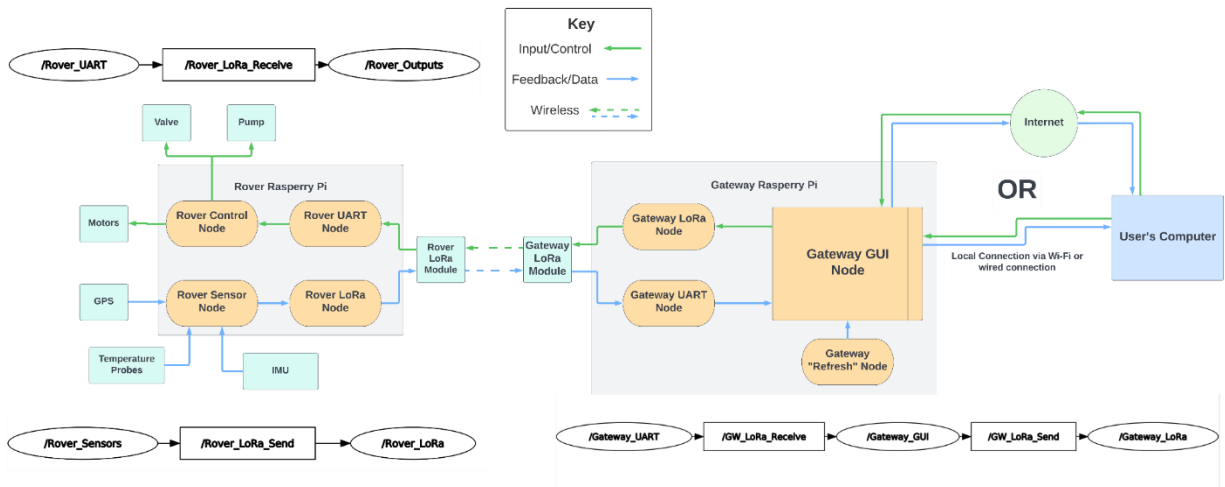 Key
Input/Control
Feedback/Data
Wireless
/Rover_UART
/Rover_LoRa_Receive
/Rover_Outputs
Valve
Pump
Rover Rasperry Pi
Motors
Rover Control
Node
Rover UART
Node
GPS
Rover Sensor
Node
Rover LoRa
Node
Temperature
Probes
IMU
Rover
LoRa
Module
Gateway
LoRa
Module
Gateway Rasperry Pi
Gateway LoRa
Node
Gateway UART
Node
Gateway GUI
Node
Gateway
"Refresh" Node
Internet
OR
Local Connection via Wi-Fi or
wired connection
User's Computer
/Rover_Sensors
/Rover_LoRa_Send
/Rover_LoRa
/Gateway_UART
/GW_LoRa_Receive
/Gateway_GUI
/GW_LoRa_Send
/Gateway_LoRa